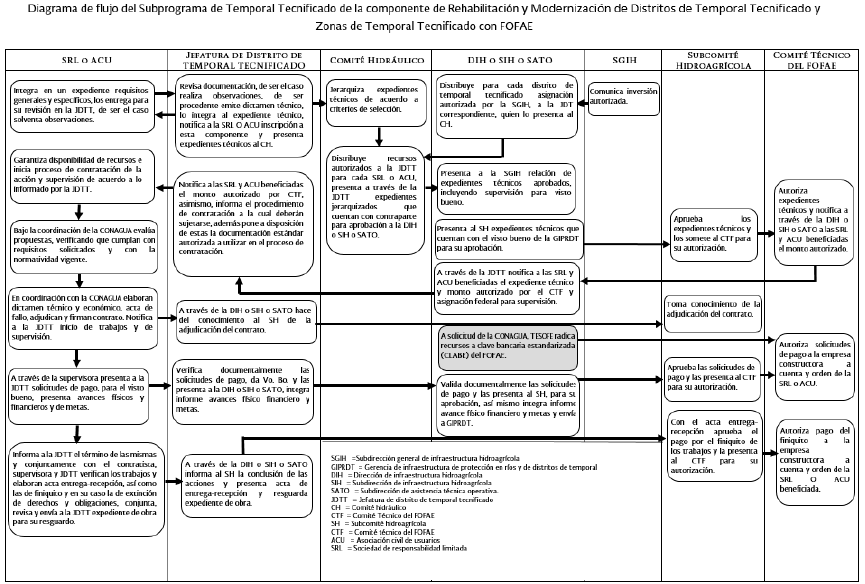 Diagrama de flujo del Subprograma de Temporal Tecnificado de la componente de Rehabilitación y Modernización de Distritos de Temporal Tecnificado y
Zonas de Temporal Tecnificado con FOFAE
SRL O ACU
JEFATURA DE DISTRITO DE
TEMPORAL TECNIFICADO
COMITÉ HIDRÁULICO
DIH O SIH O SATO
SGIH
SUBCOMITÉ
HIDROAGRÍCOLA
COMITÉ TÉCNICO
DEL FOFAE
Integra en un expediente requisitos
generales y específicos, los entrega para
su revisión en la JDTT, de ser el caso
solventa observaciones.
Garantiza disponibilidad de recursos e
inicia proceso de contratación de la
acción y supervisión de acuerdo a lo
informado por la JDTT.
Bajo la coordinación de la CONAGUA evalúa
propuestas, verificando que cumplan con
requisitos solicitados y con la
normatividad vigente.
En coordinación con la CONAGUA elaboran
dictamen técnico y económico, acta de
fallo, adjudican y firman contrato. Notifica
a la JDTT inicio de trabajos y de
supervisión.
A través de la supervisora presenta a la
JDTT solicitudes de pago, para el visto
bueno, presenta avances físicos y
financieros y de metas.
Informa a la JDTT el término de las mismas
y conjuntamente con el contratista,
supervisora y JDTT verifican los trabajos y
elaboran acta entrega-recepción, así como
las de finiquito y en su caso la de extinción
de derechos y obligaciones, conjunta,
revisa y envía a la JDTT expediente de obra
para su resguardo.
Revisa documentación, de ser el caso
realiza observaciones, de ser
procedente emite dictamen técnico,
lo integra al expediente técnico,
notifica a la SRL O ACU inscripción a
esta componente y presenta
expedientes técnicos al CH.
Notifica a las SRL y ACU beneficiadas
el monto autorizado por CTF,
asimismo, informa el procedimiento
de contratación a la cual deberán
sujetarse, además pone a disposición de
estas la documentación estándar
autorizada a utilizar en el proceso de
contratación.
A través de la DIH o SIH o SATO hace
del conocimiento al SH de la
adjudicación del contrato.
Verifica documentalmente las
solicitudes de pago, da Vo. Bo. y las
presenta a la DIH o SIH o SATO, integra
informe avance físico financiero y
metas.
A través de la DIH o SIH o SATO
informa al SH la conclusión de las
acciones y presenta acta de
entrega-recepción y resguarda
expediente de obra.
Jerarquiza expedientes
técnicos de acuerdo a
criterios de selección.
Distribuye recursos
autorizados a la JDTT
para cada SRL o ACU,
presenta a través de la
JDTT expedientes
jerarquizados que
cuentan con contraparte
para aprobación a la DIH
o SIH o SATO.
Distribuye para cada distrito de
temporal tecnificado asignación
autorizada por la SGIH, a la JDT
correspondiente, quien lo presenta al
CH.
Presenta a la SGIH relación de
expedientes técnicos aprobados,
incluyendo supervisión para visto
bueno.
Presenta al SH expedientes técnicos que
cuentan con el visto bueno de la GIPRDT
para su aprobación.
A través de la JDTT notifica a las SRL y
ACU beneficiadas el expediente técnico
y monto autorizado por el CTF y
asignación federal para supervisión.
A solicitud de la CONAGUA, TESOFE radica
recursos a clave bancaria estandarizada
(CLABE) del FOFAE.
Valida documentalmente las solicitudes
de pago y las presenta al SH, para su
aprobación, así mismo integra informe
avance físico financiero y metas y envía
a GIPRDT.
Comunica inversión
autorizada.
Aprueba los
expedientes técnicos y
los somete al CTF para
su autorización.
Toma conocimiento de la
adjudicación del contrato.
Aprueba las solicitudes de
pago y las presenta al CTF
para su autorización.
Con el acta entrega-
recepción aprueba el
pago por el finiquito de
los trabajos y la presenta
al CTF para su
autorización.
Autoriza
expedientes
técnicos y notifica a
través de la DIH o
SIH o SATO a las SRL
y ACU beneficiadas
el monto autorizado.
Autoriza solicitudes
de pago a la empresa
constructora a
cuenta y orden de la
SRL o ACU.
Autoriza pago del
finiquito a la
empresa
constructora a
cuenta y orden de la
SRL O ACU
beneficiada.
SGIH =Subdirección general de infraestructura hidroagrícola
GIPRDT = Gerencia de infraestructura de protección en ríos y de distritos de temporal
DIH = Dirección de infraestructura hidroagrícola
SIH = Subdirección de infraestructura hidroagrícola
SATO = Subdirección de asistencia técnica operativa.
JDTT = Jefatura de distrito de temporal tecnificado
CH = Comité hidráulico
CTF = Comité Técnico del FOFAE
SH = Subcomité hidroagrícola
CTF = Comité técnico del FOFAE
ACU = Asociación civil de usuarios
SRL = Sociedad de responsabilidad limitada